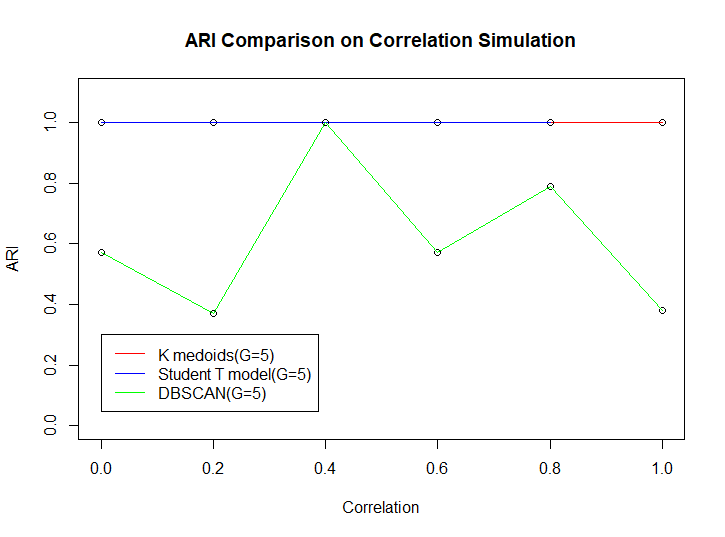 ARI Comparison on Correlation Simulation
ARI
1.0
0.8
0.6
0.4
0.2
0.0
K medoids(G=5)
Student T model(G=5)
DBSCAN(G=5)
0.0 0.2 0.4 0.6 0.8 1.0
Correlation